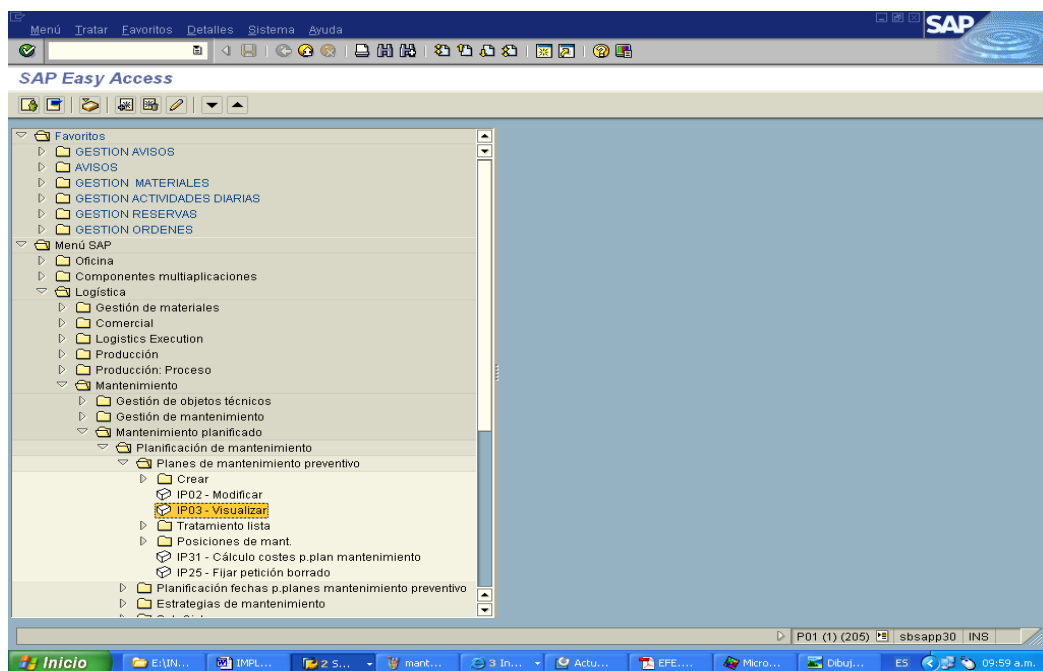 Menú Tratar Favoritos Detalles Sistema Ayuda
SAP
SAP Easy Access
Favoritos
GESTION AVISOS
AVISOS
GESTION MATERIALES
GESTION ACTIVIDADES DIARIAS
GESTION RESERVAS
GESTION ORDENES
Menú SAP
Oficina
Componentes multiaplicaciones
Logística
Gestión de materiales
Comercial
Logistics Execution
Producción
Producción: Proceso
Mantenimiento
Gestión de objetos técnicos
Gestión de mantenimiento
Mantenimiento planificado
Planificación de mantenimiento
Planes de mantenimiento preventivo
Crear
IP02 - Modificar
IP03 - Visualizar
Tratamiento lista
Posiciones de mant.
IP31 - Cálculo costes p.plan mantenimiento
IP25 - Fijar petición borrado
Planificación fechas p.planes mantenimiento preventivo
Estrategias de mantenimiento
P01 (1) (205) sbsapp30 INS
Inicio E:\IN... IMPL... 2 S... mant... 3 In... Actu... EFE.... Micro... Dibuj... ES 09:59 a.m.